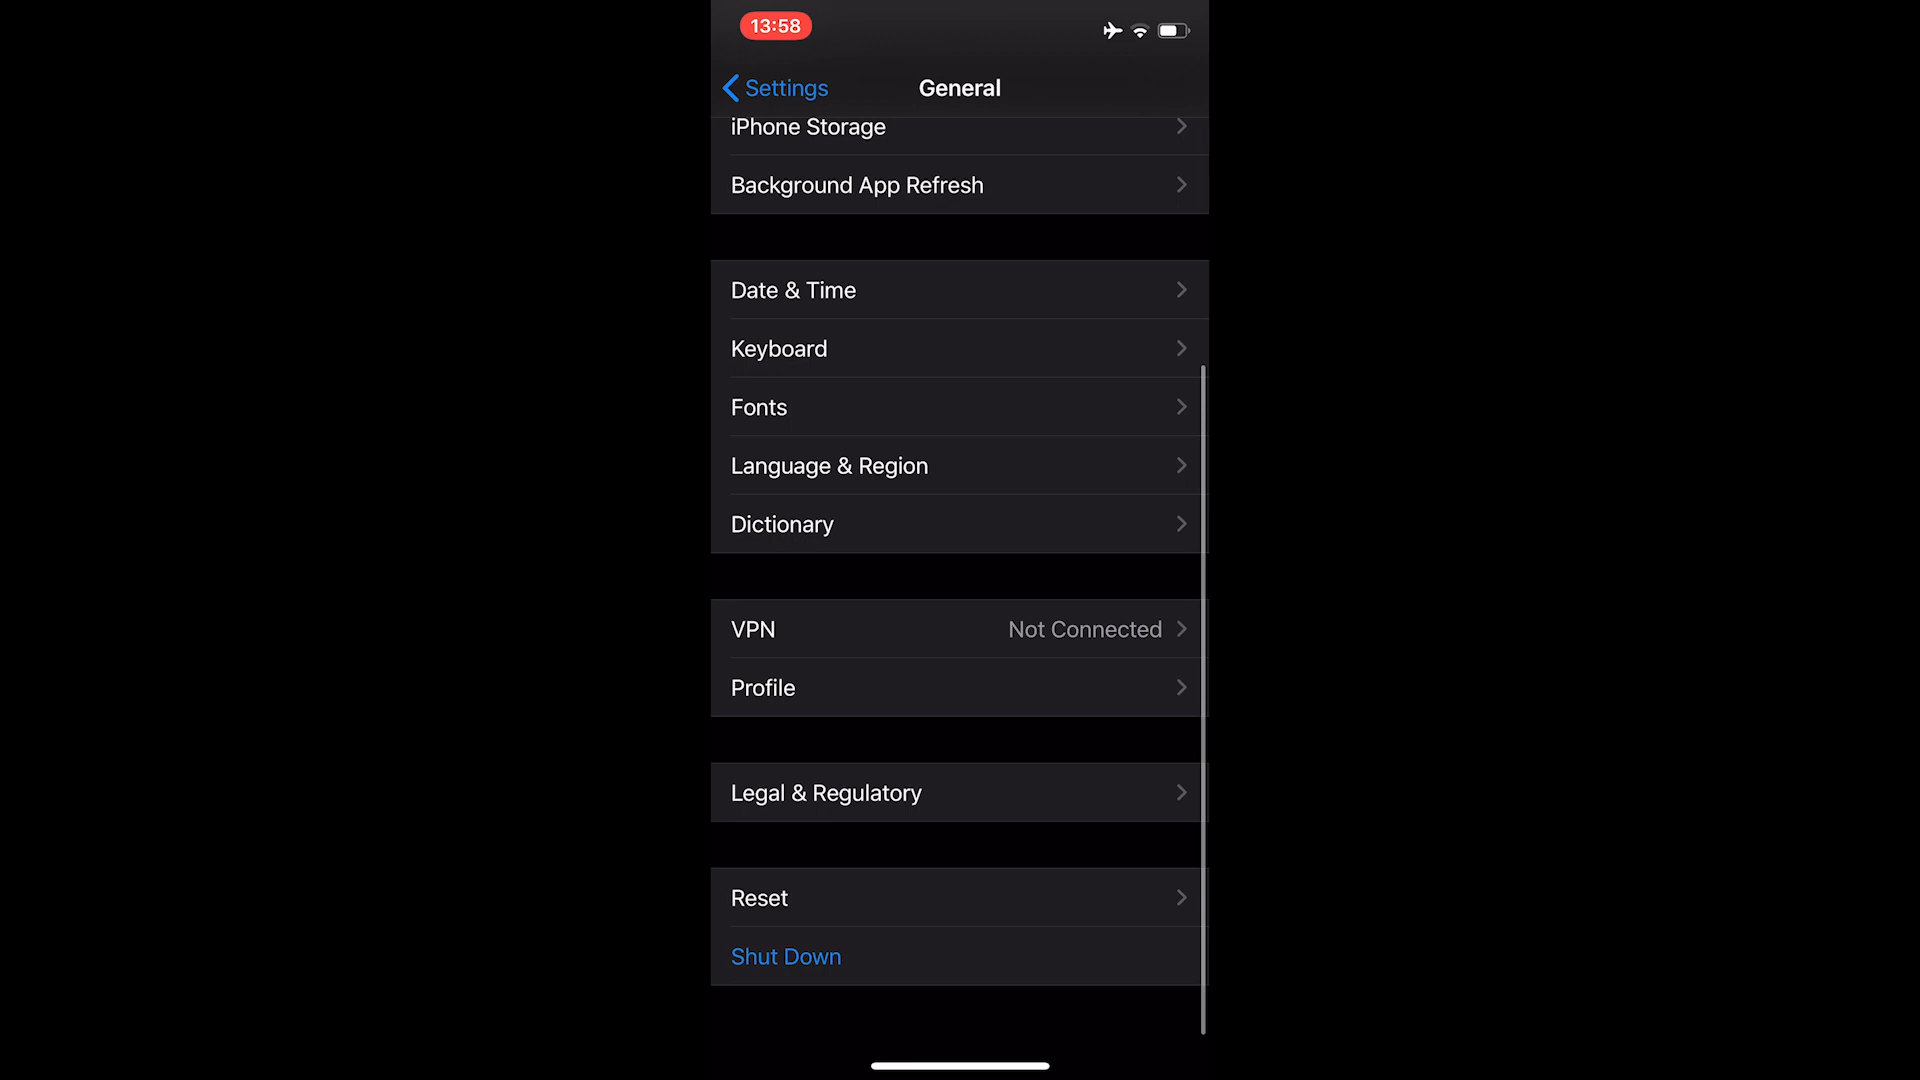 13:58
Settings
General
iPhone Storage
Background App Refresh
Date & Time
Keyboard
Fonts
Language & Region
Dictionary
VPN Not Connected
Profile
Legal & Regulatory
Reset
Shut Down